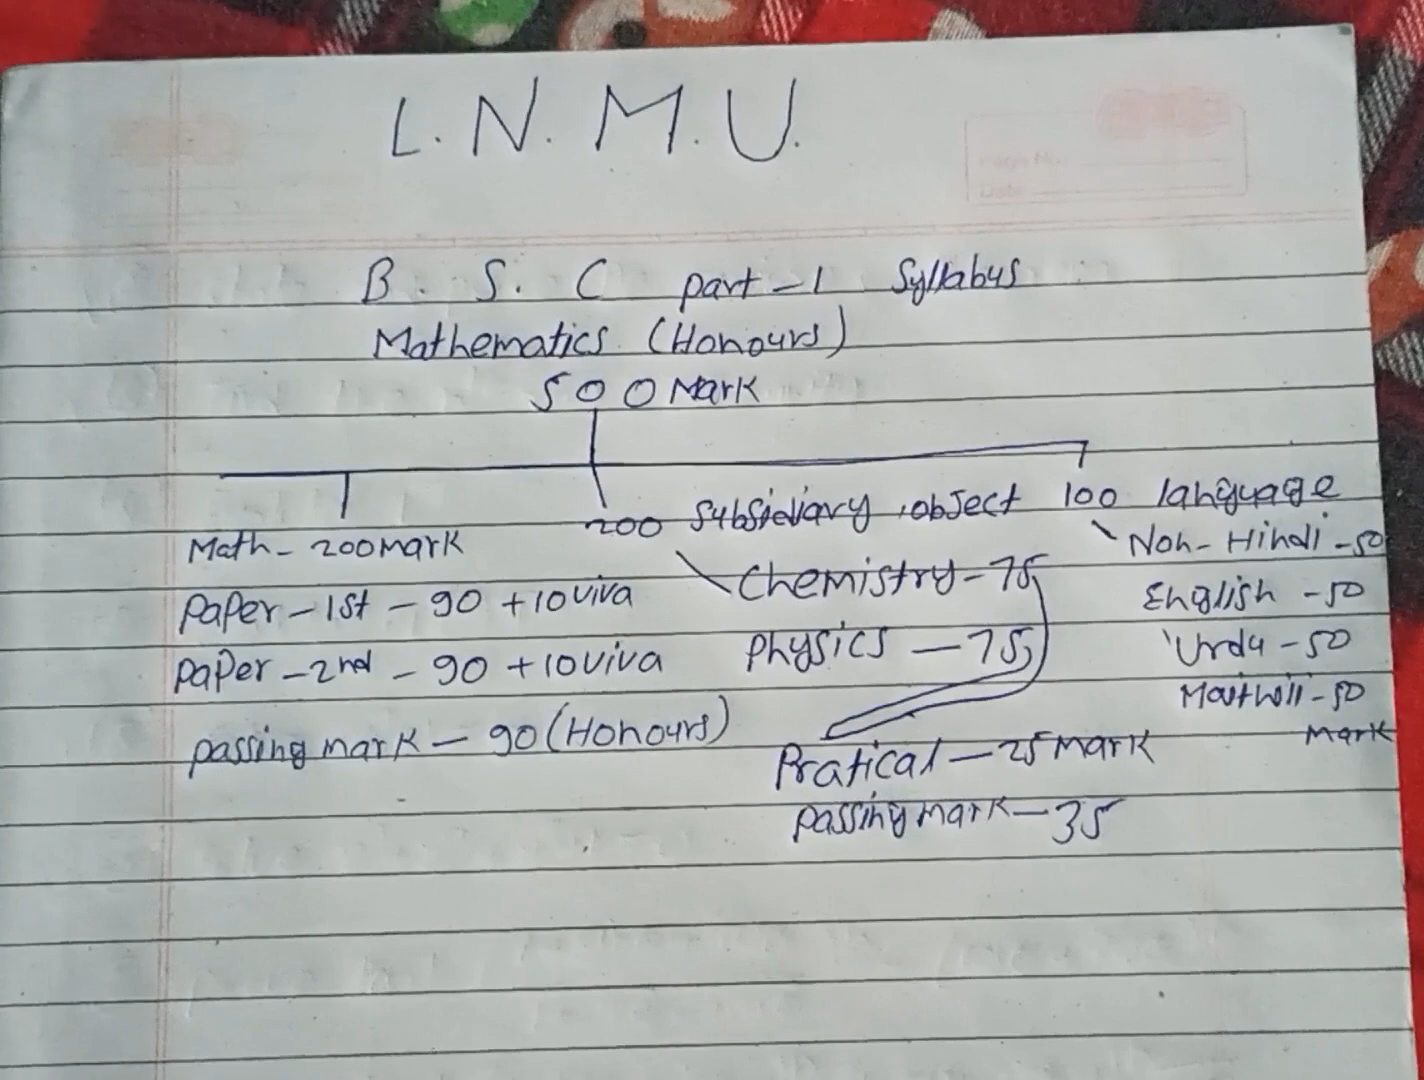 L. N. M. U.
B. S. C part - 1 Syllabus
Mathematics (Honours)
500 Mark
Math - 200 mark
Paper - 1st - 90 + 10 viva
Paper - 2nd - 90 + 10 viva
passing mark - 90 (Honours)
200 Subsidiary object
Chemistry - 75
Physics - 75
Pratical - 25 mark
passing mark - 35
100 language
Non - Hindi - 50
English - 50
Urdu - 50
Maithili - 50
mark